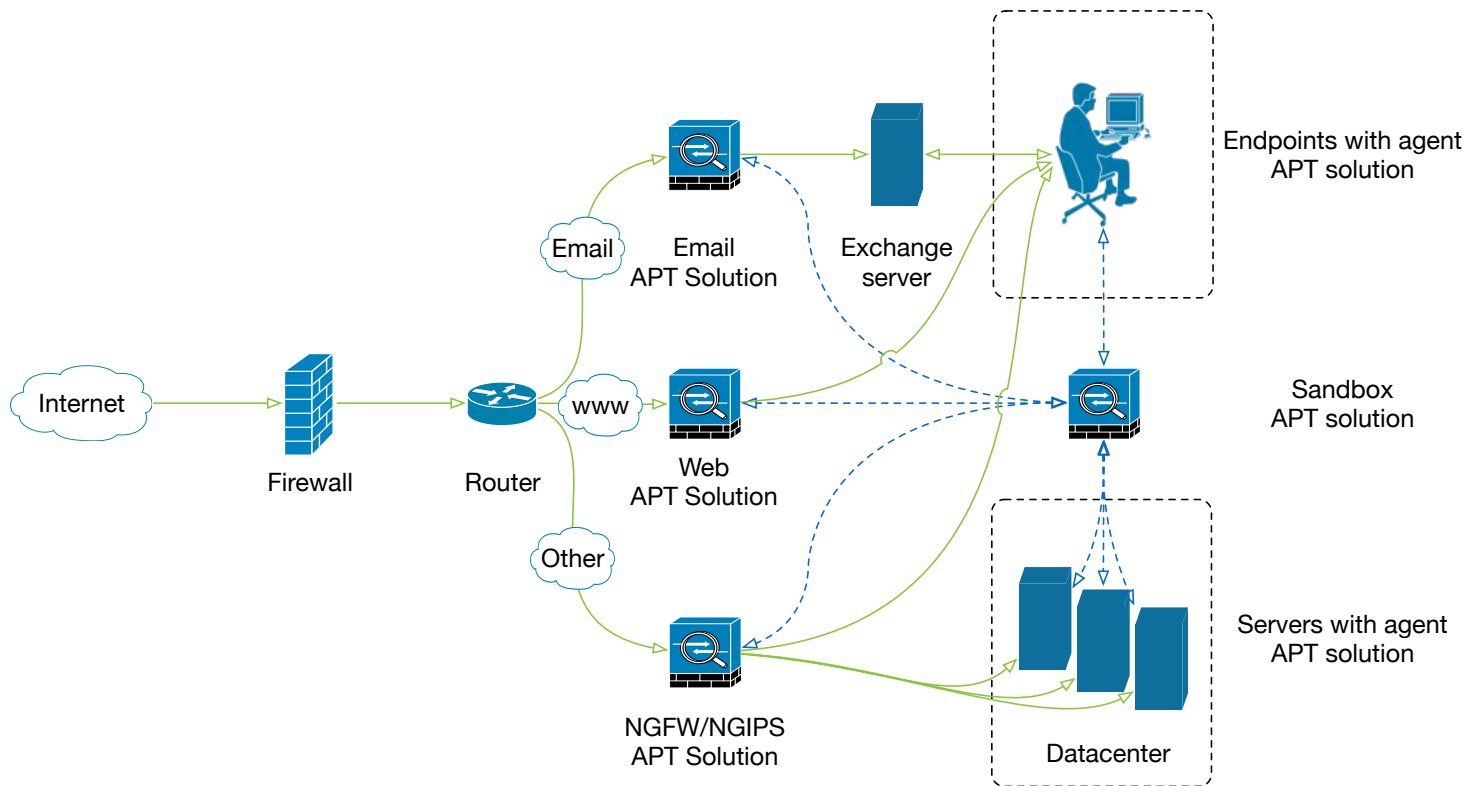 Endpoints with agent
APT solution
Email
Email
APT Solution
Exchange
server
Internet
www
Sandbox
APT solution
Firewall
Router
Web
APT Solution
Other
Servers with agent
APT solution
NGFW/NGIPS
APT Solution
Datacenter